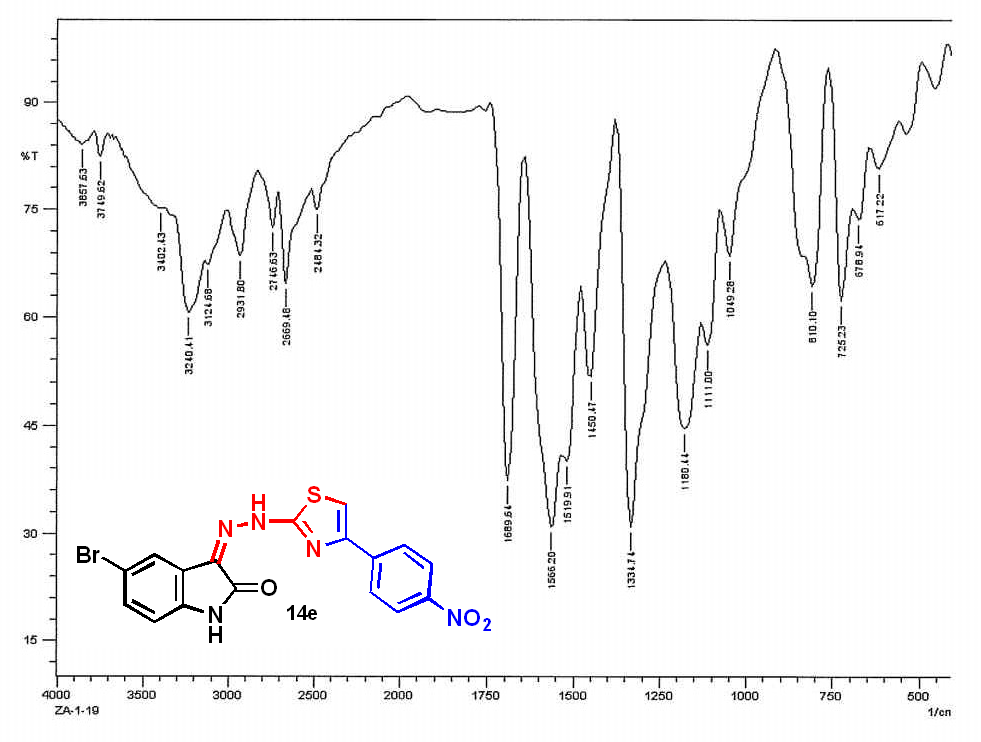 90
%T
75
60
45
30
15
3857.63
3749.62
3402.43
3240.41
3124.68
2931.80
2746.63
2669.48
2484.32
1689.64
1566.20
1519.91
1450.47
1334.74
1180.44
1111.00
1049.28
810.10
725.23
678.94
617.22
S
H
N
N
N
Br
O
N
H
14e
NO2
4000
3500
3000
2500
2000
1750
1500
1250
1000
750
500
ZA-1-19
1/cm